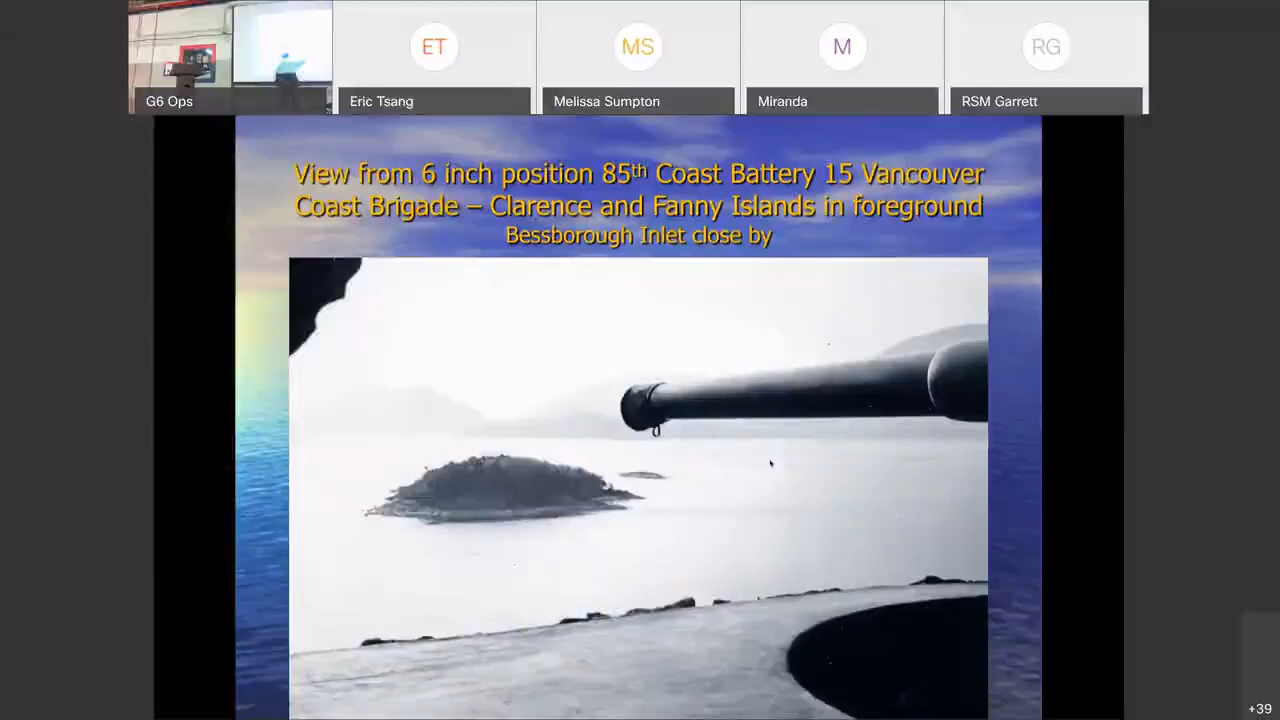 ET
MS
M
RG
G6 Ops
Eric Tsang
Melissa Sumpton
Miranda
RSM Garrett
View from 6 inch position 85th Coast Battery 15 Vancouver
Coast Brigade – Clarence and Fanny Islands in foreground
Bessborough Inlet close by
+39